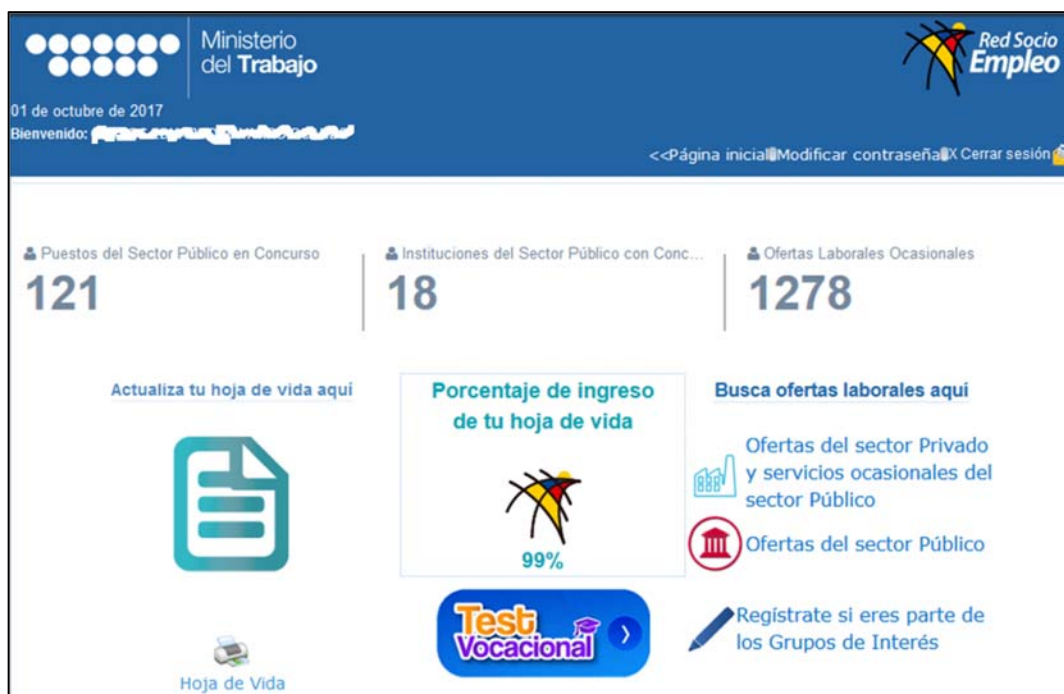 Ministerio
del Trabajo
Red Socio
Empleo
01 de octubre de 2017
Bienvenido:
<<Página inicial Modificar contraseña X Cerrar sesión
Puestos del Sector Público en Concurso
121
Instituciones del Sector Público con Conc...
18
Ofertas Laborales Ocasionales
1278
Actualiza tu hoja de vida aquí
Porcentaje de ingreso
de tu hoja de vida
99%
Test
Vocacional
Hoja de Vida
Busca ofertas laborales aquí
Ofertas del sector Privado
y servicios ocasionales del
sector Público
Ofertas del sector Público
Regístrate si eres parte de
los Grupos de Interés